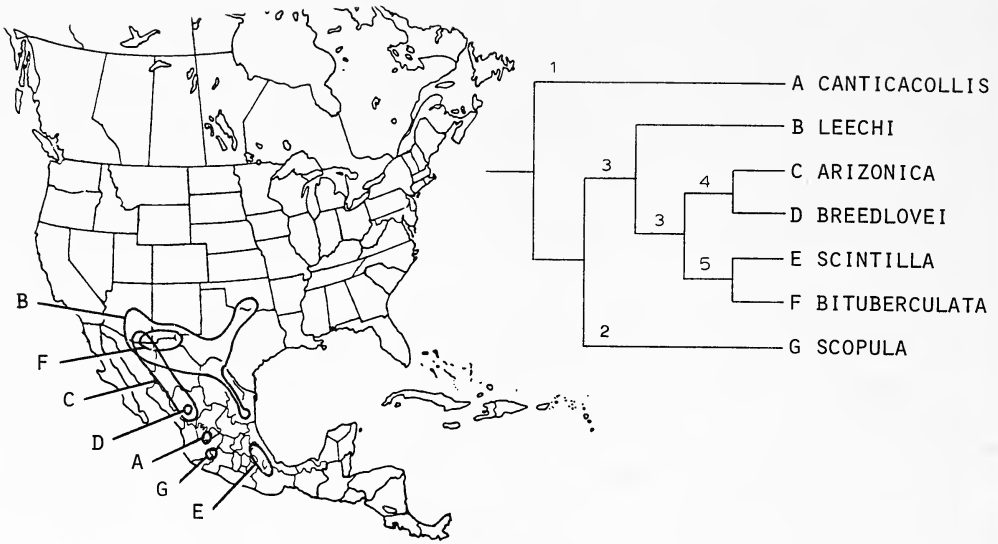 B
F
C
D
A
G
E
1
3
4
3
5
2
A CANTICACOLLIS
B LEECHI
C ARIZONICA
D BREEDLOVEI
E SCINTILLA
F BITUBERCULATA
G SCOPULA